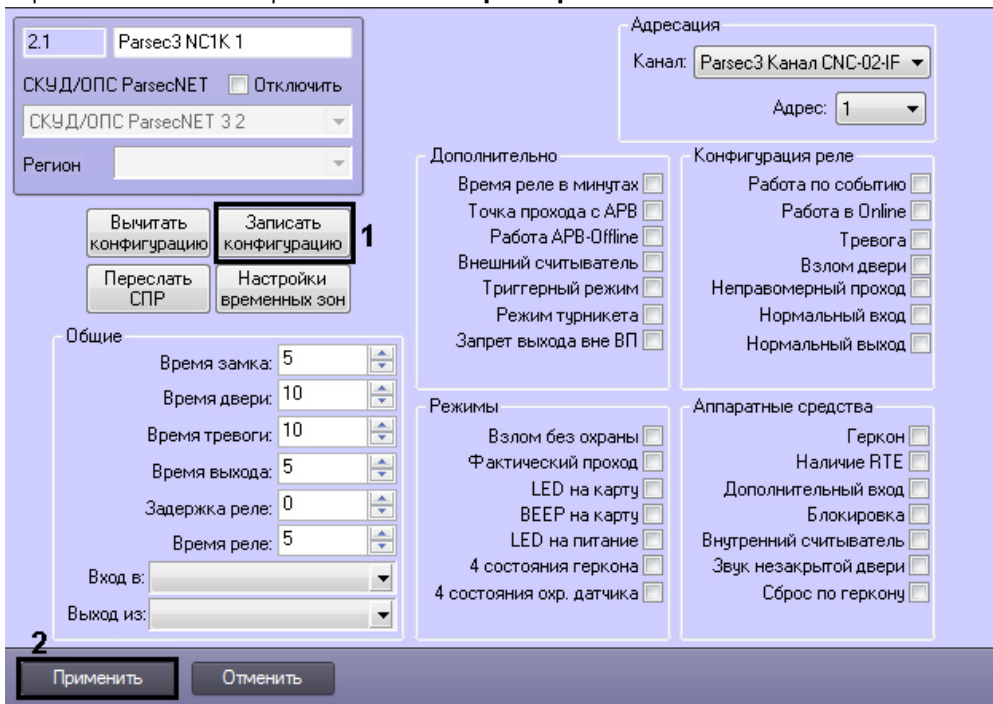 2.1 Parsec3 NC1K 1
СКУД/ОПС ParsecNET Отключить
СКУД/ОПС ParsecNET 3 2
Регион
Адресация
Канал: Parsec3 Канал CNC-02-IF
Адрес: 1
Вычитать конфигурацию
Записать конфигурацию
1
Переслать СПР
Настройки временных зон
Общие
Время замка: 5
Время двери: 10
Время тревоги: 10
Время выхода: 5
Задержка реле: 0
Время реле: 5
Вход в:
Выход из:
Дополнительно
Время реле в минутах
Точка прохода с APB
Работа APB-Offline
Внешний считыватель
Триггерный режим
Режим турникета
Запрет выхода вне ВП
Конфигурация реле
Работа по событию
Работа в Online
Тревога
Взлом двери
Неправомерный проход
Нормальный вход
Нормальный выход
Режимы
Взлом без охраны
Фактический проход
LED на карту
BEEP на карту
LED на питание
4 состояния геркона
4 состояния охр. датчика
Аппаратные средства
Геркон
Наличие RTE
Дополнительный вход
Блокировка
Внутренний считыватель
Звук незакрытой двери
Сброс по геркону
2
Применить
Отменить